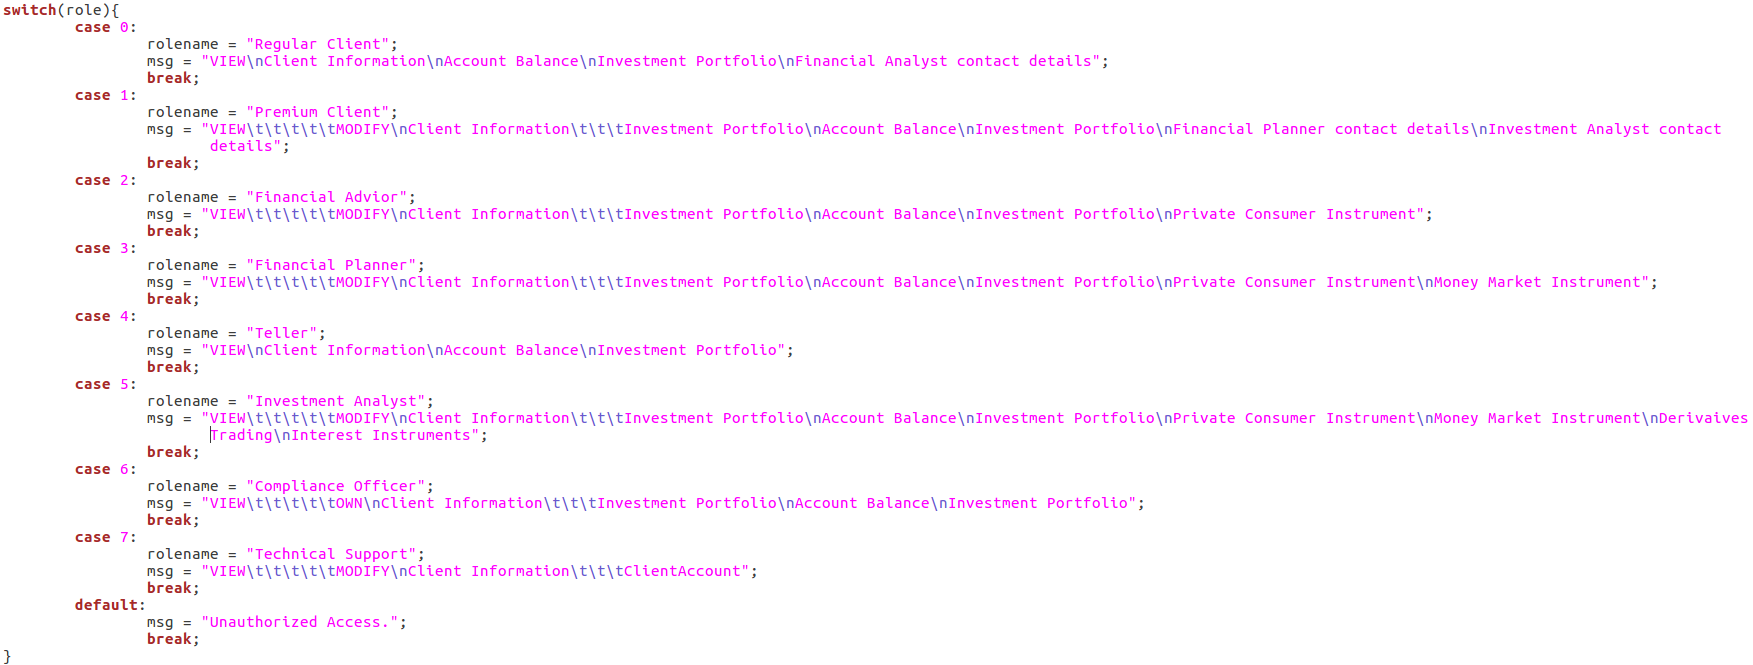 switch(role){
case 0:
rolename = "Regular Client";
msg = "VIEW\nClient Information\nAccount Balance\nInvestment Portfolio\nFinancial Analyst contact details";
break;
case 1:
rolename = "Premium Client";
msg = "VIEW\t\t\t\t\tMODIFY\nClient Information\t\t\tInvestment Portfolio\nAccount Balance\nInvestment Portfolio\nFinancial Planner contact details\nInvestment Analyst contact
details";
break;
case 2:
rolename = "Financial Advior";
msg = "VIEW\t\t\t\t\tMODIFY\nClient Information\t\t\tInvestment Portfolio\nAccount Balance\nInvestment Portfolio\nPrivate Consumer Instrument";
break;
case 3:
rolename = "Financial Planner";
msg = "VIEW\t\t\t\t\tMODIFY\nClient Information\t\t\tInvestment Portfolio\nAccount Balance\nInvestment Portfolio\nPrivate Consumer Instrument\nMoney Market Instrument";
break;
case 4:
rolename = "Teller";
msg = "VIEW\nClient Information\nAccount Balance\nInvestment Portfolio";
break;
case 5:
rolename = "Investment Analyst";
msg = "VIEW\t\t\t\t\tMODIFY\nClient Information\t\t\tInvestment Portfolio\nAccount Balance\nInvestment Portfolio\nPrivate Consumer Instrument\nMoney Market Instrument\nDerivaives
Trading\nInterest Instruments";
break;
case 6:
rolename = "Compliance Officer";
msg = "VIEW\t\t\t\t\tOWN\nClient Information\t\t\tInvestment Portfolio\nAccount Balance\nInvestment Portfolio";
break;
case 7:
rolename = "Technical Support";
msg = "VIEW\t\t\t\t\tMODIFY\nClient Information\t\t\tClientAccount";
break;
default:
msg = "Unauthorized Access.";
break;
}